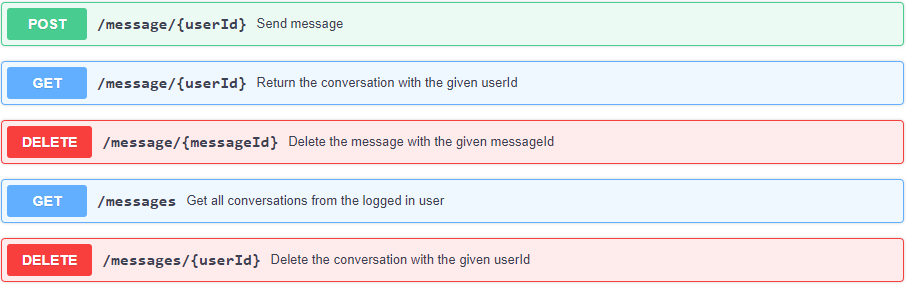 POST /message/{userId} Send message
GET /message/{userId} Return the conversation with the given userId
DELETE /message/{messageId} Delete the message with the given messageId
GET /messages Get all conversations from the logged in user
DELETE /messages/{userId} Delete the conversation with the given userId